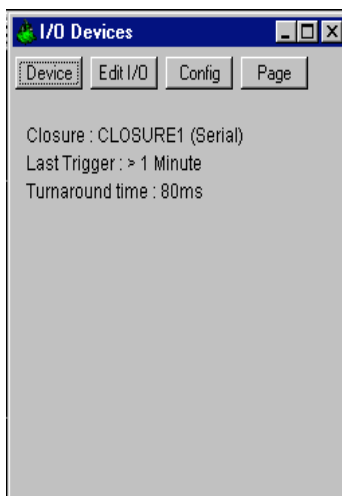 I/O Devices
Device Edit I/O Config Page
Closure : CLOSURE1 (Serial)
Last Trigger : > 1 Minute
Turnaround time : 80ms